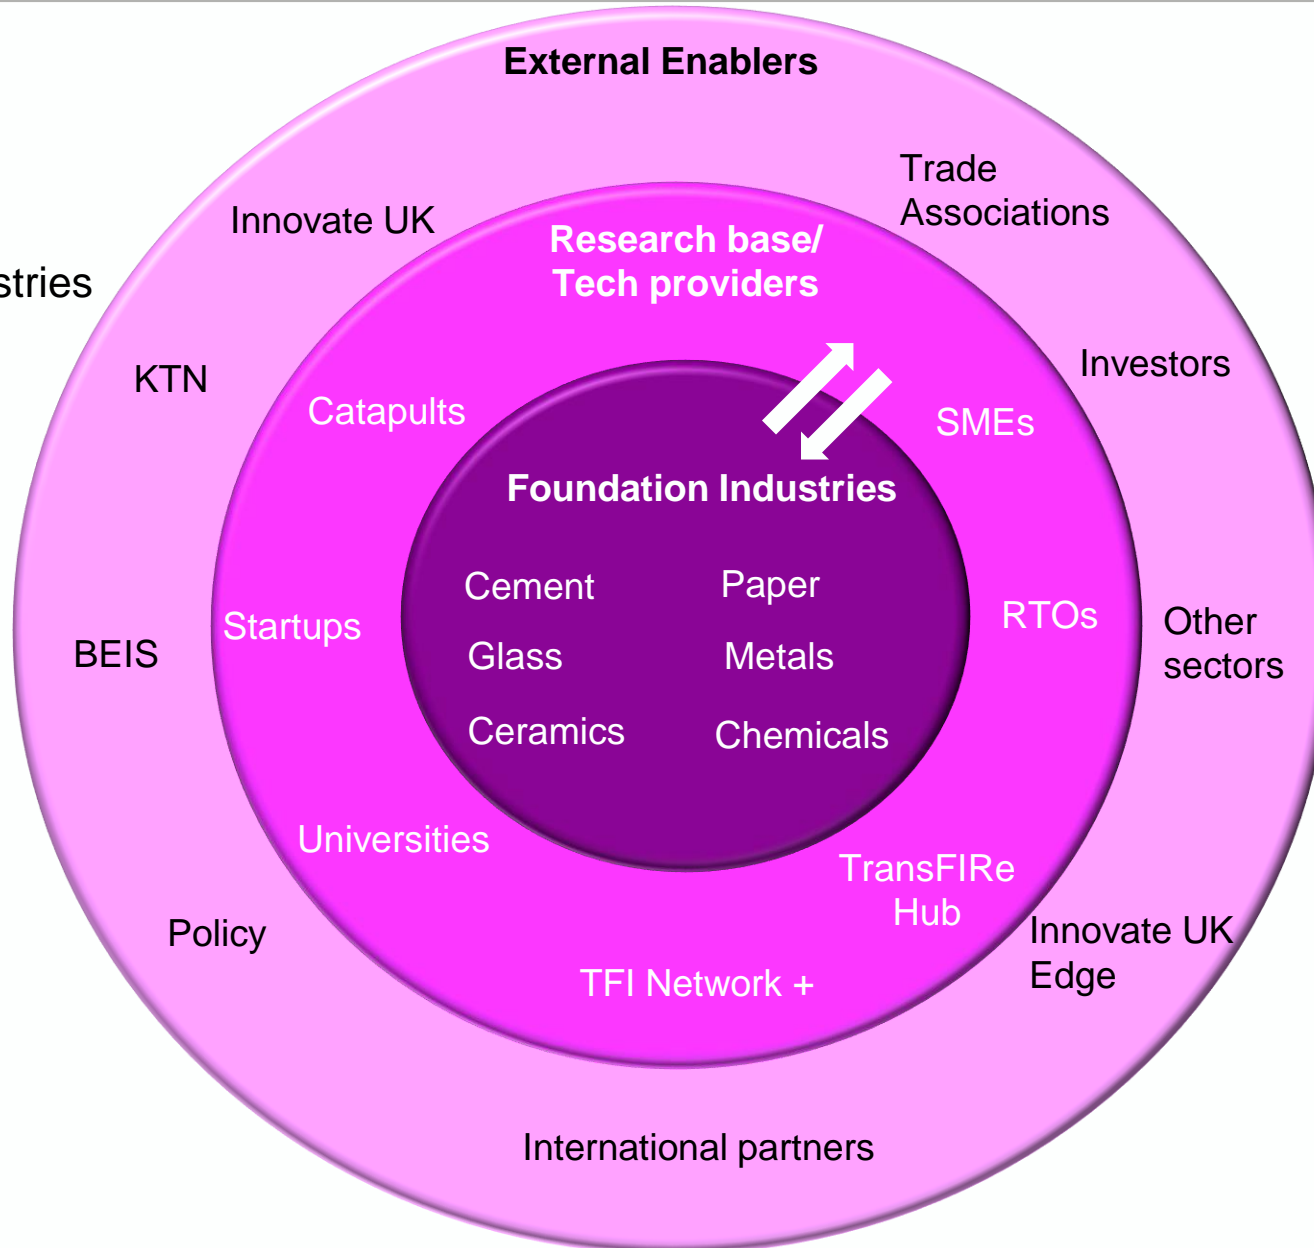 External Enablers
Trade
Associations
Innovate UK
Research base/
Tech providers
stries
KTN
Investors
Catapults
SMEs
Foundation Industries
Cement
Paper
Startups
RTOs
Other
sectors
BEIS
Glass
Metals
Ceramics
Chemicals
Universities
TransFIRe
Hub
Policy
Innovate UK
Edge
TFI Network +
International partners